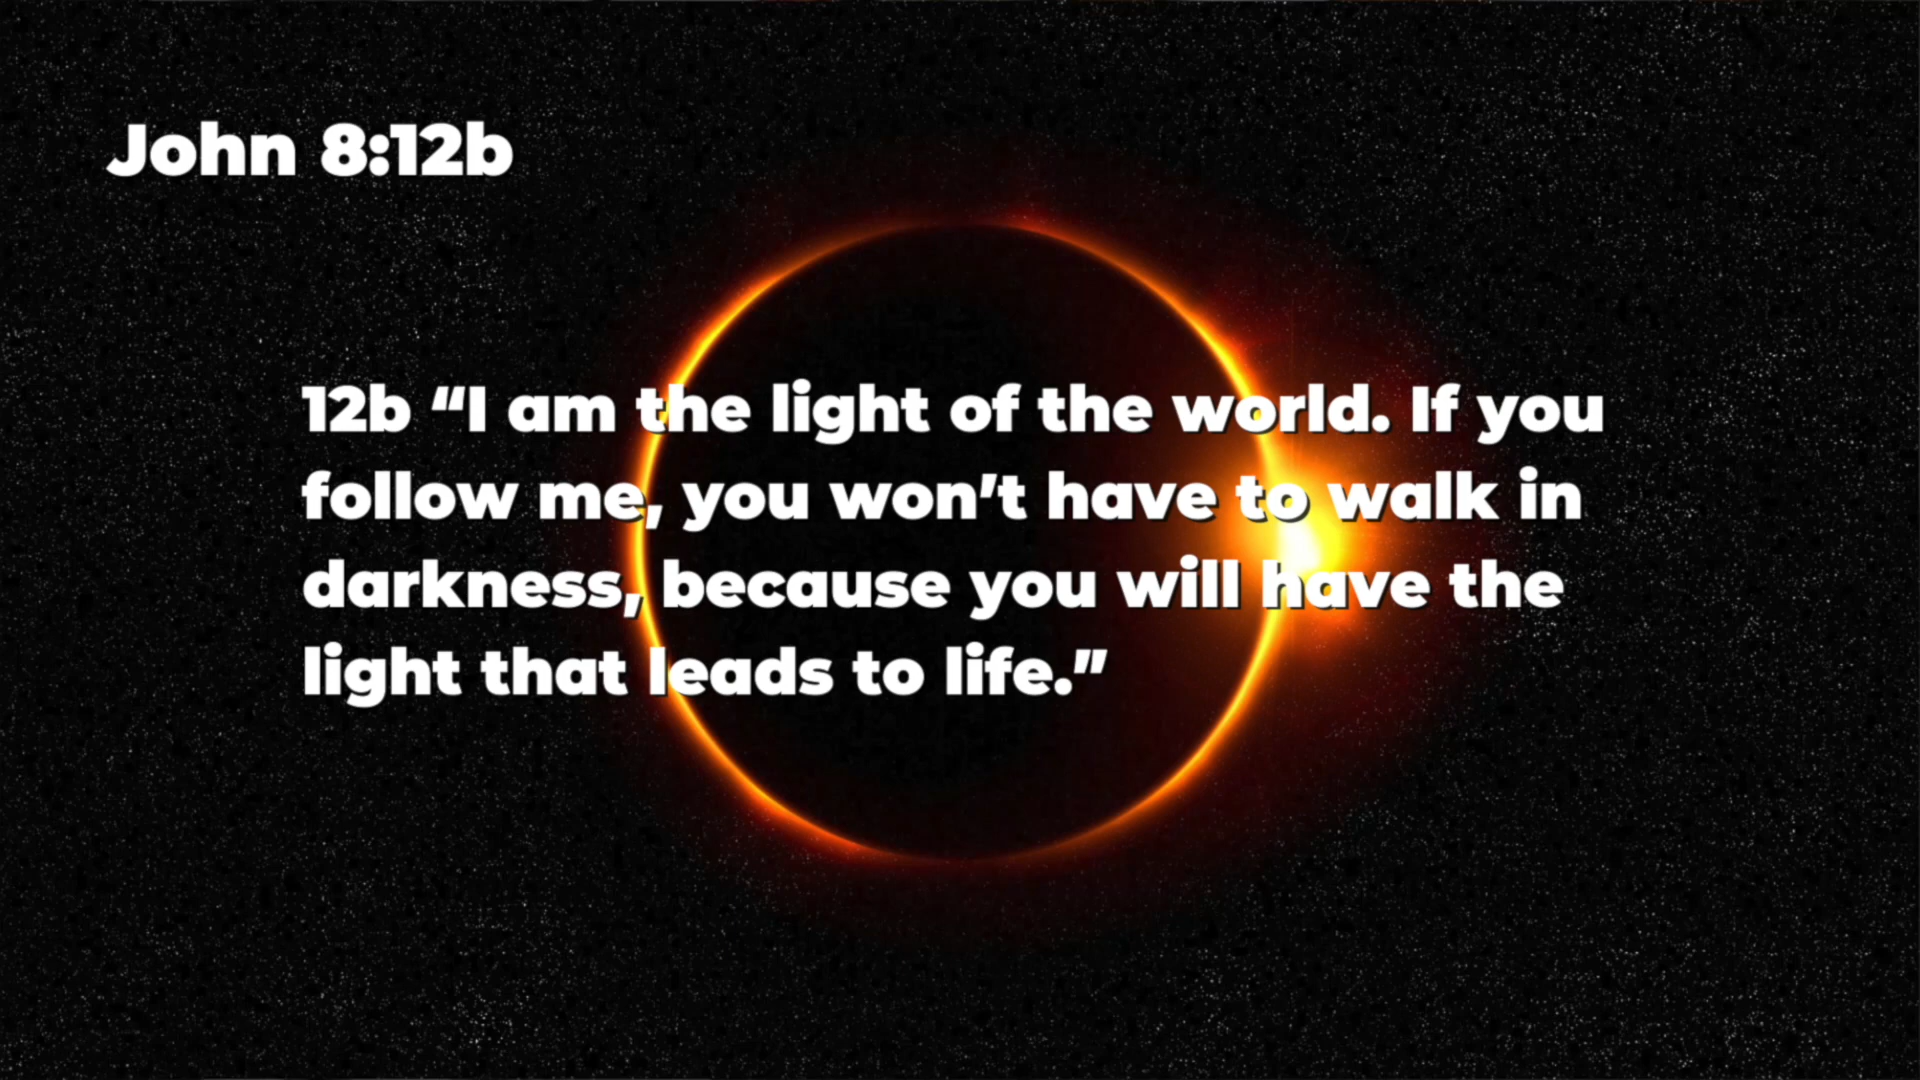 John 8:12b
12b “I am the light of the world. If you
follow me, you won’t have to walk in
darkness, because you will have the
light that leads to life.”